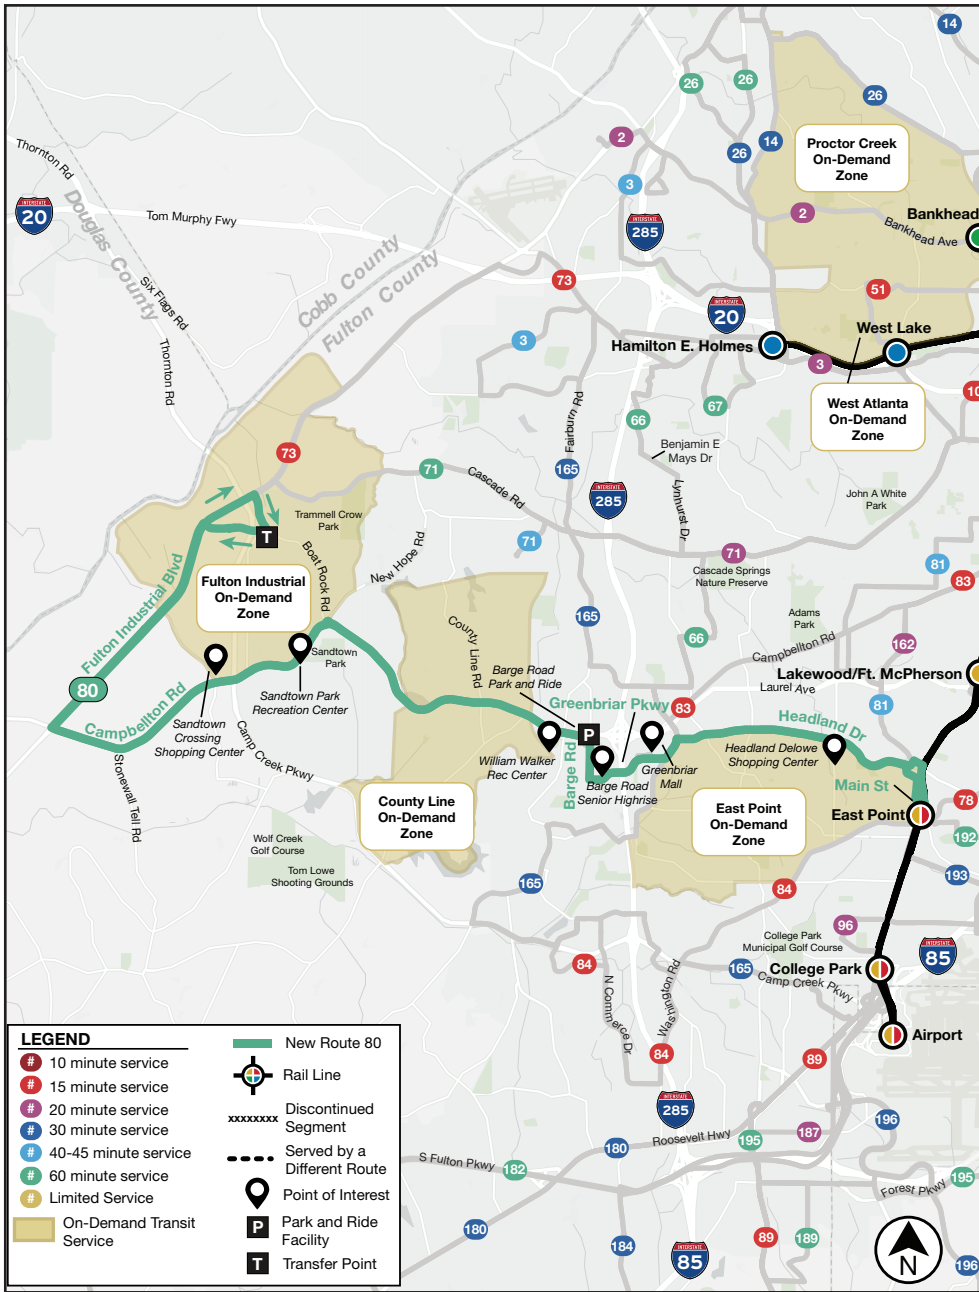 14
26
26
26
26
14
2
3
Proctor Creek
On-Demand
Zone
Thornton Rd
INTERSTATE
20
Tom Murphy Fwy
Douglas County
Cobb County
Fulton County
INTERSTATE
285
2
Bankhead
Bankhead Ave
Six Flags Rd
73
51
INTERSTATE
20
West Lake
Hamilton E. Holmes
3
3
Thornton Rd
West Atlanta
On-Demand
Zone
10
67
66
Fairburn Rd
Benjamin E
Mays Dr
73
71
165
Cascade Rd
INTERSTATE
285
Lynhurst Dr
John A White
Park
Trammell Crow
Park
T
Boat Rock Rd
New Hope Rd
71
71
Cascade Springs
Nature Preserve
81
83
Fulton Industrial Blvd
Fulton Industrial
On-Demand
Zone
County Line Rd
165
Adams
Park
66
Campbellton Rd
162
Sandtown
Park
Barge Road
Park and Ride
Lakewood/Ft. McPherson
Laurel Ave
80
Campbellton Rd
Sandtown Park
Recreation Center
Greenbriar Pkwy
83
81
Sandtown
Crossing
Shopping Center
Camp Creek Pkwy
P
Headland Dr
Headland Delowe
Shopping Center
William Walker
Rec Center
Barge Rd
Barge Road
Senior Highrise
Greenbriar
Mall
Main St
Stonewall Tell Rd
County Line
On-Demand
Zone
East Point
On-Demand
Zone
East Point
78
192
Wolf Creek
Golf Course
Tom Lowe
Shooting Grounds
165
84
193
96
College Park
Municipal Golf Course
INTERSTATE
85
84
165
College Park
Camp Creek Pkwy
N Commerce Dr
Washington Rd
Airport
84
89
INTERSTATE
285
196
187
195
Roosevelt Hwy
180
S Fulton Pkwy
182
195
Forest Pkwy
180
184
INTERSTATE
85
89
189
196
N
LEGEND
# 10 minute service
# 15 minute service
# 20 minute service
# 30 minute service
# 40-45 minute service
# 60 minute service
# Limited Service
On-Demand Transit
Service
New Route 80
Rail Line
Discontinued
Segment
Served by a
Different Route
Point of Interest
P Park and Ride
Facility
T Transfer Point